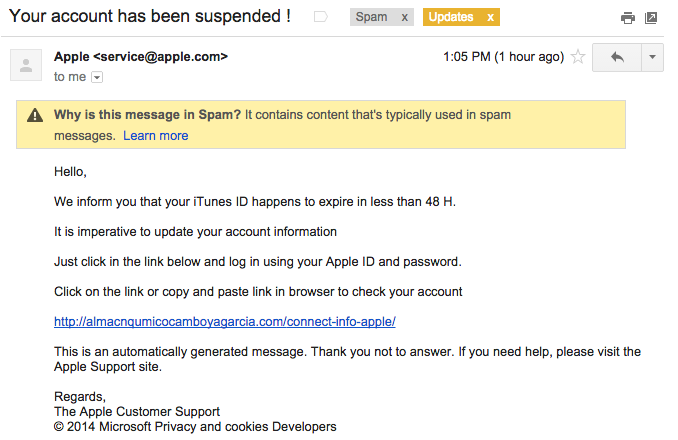 Your account has been suspended ! Spam x Updates x
Apple <service@apple.com> 1:05 PM (1 hour ago)
to me
Why is this message in Spam? It contains content that's typically used in spam
messages. Learn more
Hello,
We inform you that your iTunes ID happens to expire in less than 48 H.
It is imperative to update your account information
Just click in the link below and log in using your Apple ID and password.
Click on the link or copy and paste link in browser to check your account
http://almacnqumicocamboyagarcia.com/connect-info-apple/
This is an automatically generated message. Thank you not to answer. If you need help, please visit the
Apple Support site.
Regards,
The Apple Customer Support
© 2014 Microsoft Privacy and cookies Developers